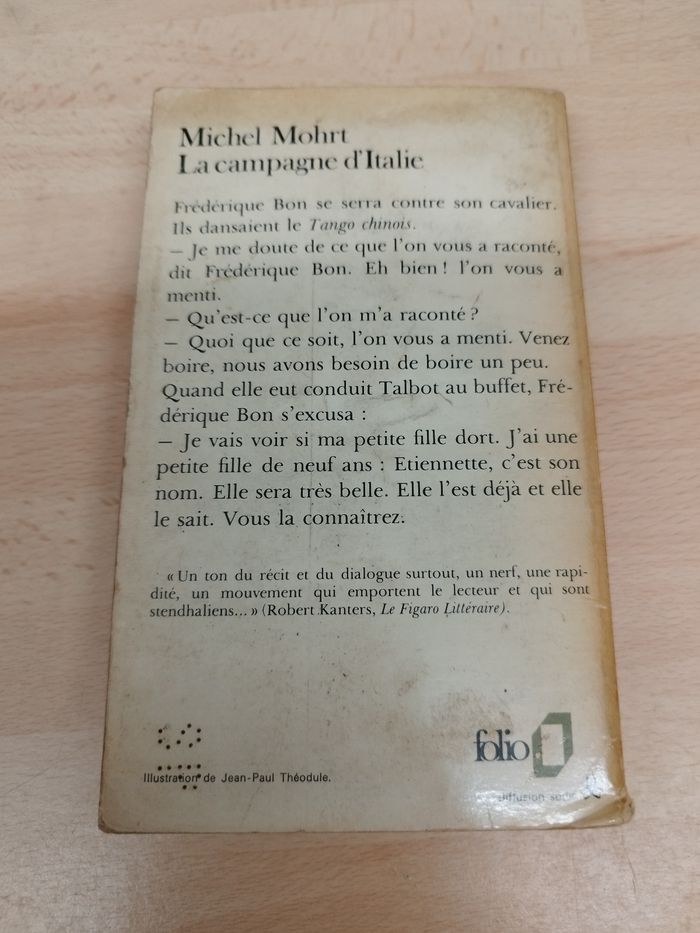 Michel Mohrt
La campagne d'Italie
Frédérique Bon se serra contre son cavalier.
Ils dansaient le Tango chinois.
— Je me doute de ce que l'on vous a raconté,
dit Frédérique Bon. Eh bien ! l'on vous a
menti.
— Qu'est-ce que l'on m'a raconté ?
— Quoi que ce soit, l'on vous a menti. Venez
boire, nous avons besoin de boire un peu.
Quand elle eut conduit Talbot au buffet, Fré-
dérique Bon s'excusa :
— Je vais voir si ma petite fille dort. J'ai une
petite fille de neuf ans : Etiennette, c'est son
nom. Elle sera très belle. Elle l'est déjà et elle
le sait. Vous la connaîtrez.
« Un ton du récit et du dialogue surtout, un nerf, une rapi-
dité, un mouvement qui emportent le lecteur et qui sont
stendhaliens... » (Robert Kanters, Le Figaro Littéraire).
folio
Illustration de Jean-Paul Théodule.
diffusion